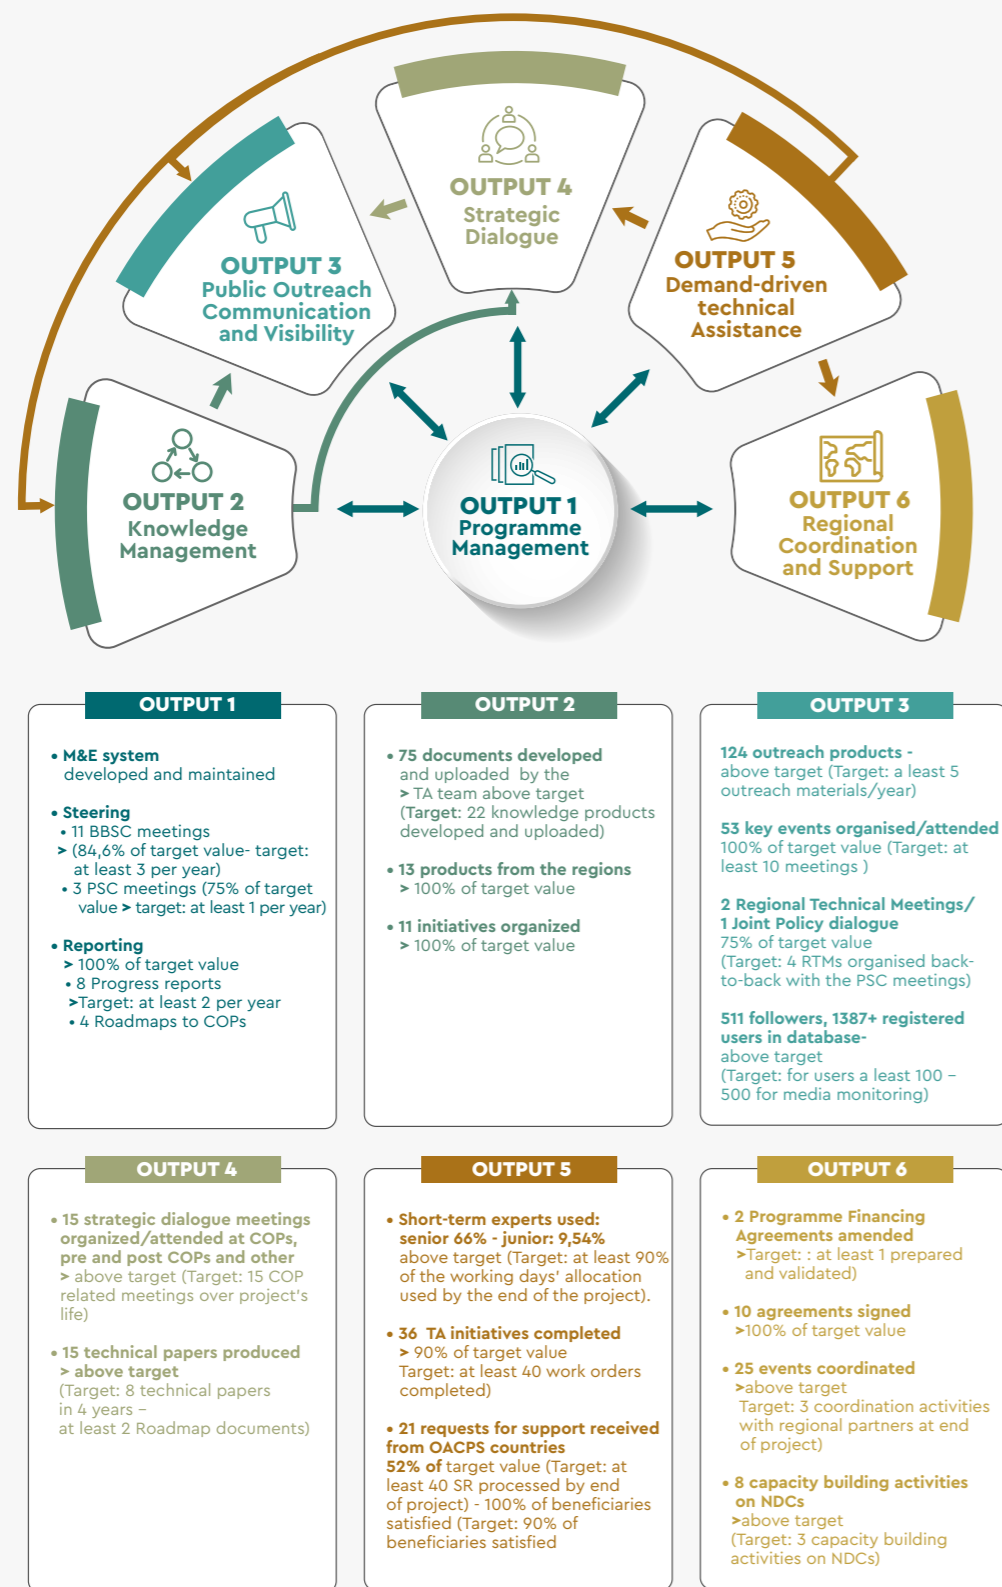 OUTPUT 4
Strategic
Dialogue
OUTPUT 3
Public Outreach
Communication
and Visibility
OUTPUT 5
Demand-driven
technical
Assistance
OUTPUT 2
Knowledge
Management
OUTPUT 1
Programme
Management
OUTPUT 6
Regional
Coordination
and Support
OUTPUT 1
• M&E system
developed and maintained
• Steering
• 11 BBSC meetings
> (84,6% of target value- target:
at least 3 per year)
• 3 PSC meetings (75% of target
value > target: at least 1 per year)
• Reporting
> 100% of target value
• 8 Progress reports
>Target: at least 2 per year
• 4 Roadmaps to COPs
OUTPUT 2
• 75 documents developed
and uploaded by the
> TA team above target
(Target: 22 knowledge products
developed and uploaded)
• 13 products from the regions
> 100% of target value
• 11 initiatives organized
> 100% of target value
OUTPUT 3
124 outreach products -
above target (Target: a least 5
outreach materials/year)
53 key events organised/attended
100% of target value (Target: at
least 10 meetings )
2 Regional Technical Meetings/
1 Joint Policy dialogue
75% of target value
(Target: 4 RTMs organised back-
to-back with the PSC meetings)
511 followers, 1387+ registered
users in database-
above target
(Target: for users a least 100 –
500 for media monitoring)
OUTPUT 4
• 15 strategic dialogue meetings
organized/attended at COPs,
pre and post COPs and other
> above target (Target: 15 COP
related meetings over project's
life)
• 15 technical papers produced
> above target
(Target: 8 technical papers
in 4 years –
at least 2 Roadmap documents)
OUTPUT 5
• Short-term experts used:
senior 66% - junior: 9,54%
above target (Target: at least 90%
of the working days' allocation
used by the end of the project).
• 36 TA initiatives completed
> 90% of target value
Target: at least 40 work orders
completed)
• 21 requests for support received
from OACPS countries
52% of target value (Target: at
least 40 SR processed by end
of project) - 100% of beneficiaries
satisfied (Target: 90% of
beneficiaries satisfied
OUTPUT 6
• 2 Programme Financing
Agreements amended
>Target: : at least 1 prepared
and validated)
• 10 agreements signed
>100% of target value
• 25 events coordinated
>above target
Target: 3 coordination activities
with regional partners at end
of project)
• 8 capacity building activities
on NDCs
>above target
(Target: 3 capacity building
activities on NDCs)